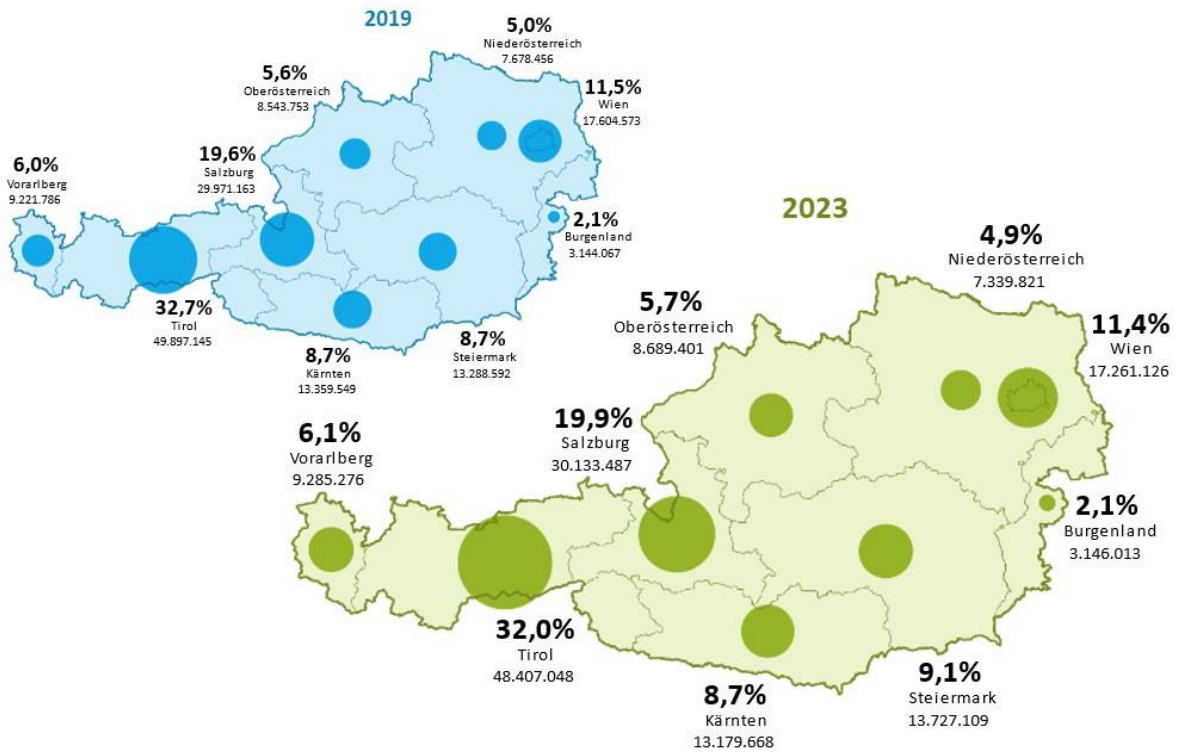 2019
5,0%
Niederösterreich
7.678.456
5,6%
Oberösterreich
8.543.753
11,5%
Wien
17.604.573
19,6%
Salzburg
29.971.163
6,0%
Vorarlberg
9.221.786
2,1%
Burgenland
3.144.067
32,7%
Tirol
49.897.145
8,7%
Kärnten
13.359.549
8,7%
Steiermark
13.288.592
2023
4,9%
Niederösterreich
7.339.821
5,7%
Oberösterreich
8.689.401
11,4%
Wien
17.261.126
19,9%
Salzburg
30.133.487
6,1%
Vorarlberg
9.285.276
2,1%
Burgenland
3.146.013
32,0%
Tirol
48.407.048
8,7%
Kärnten
13.179.668
9,1%
Steiermark
13.727.109